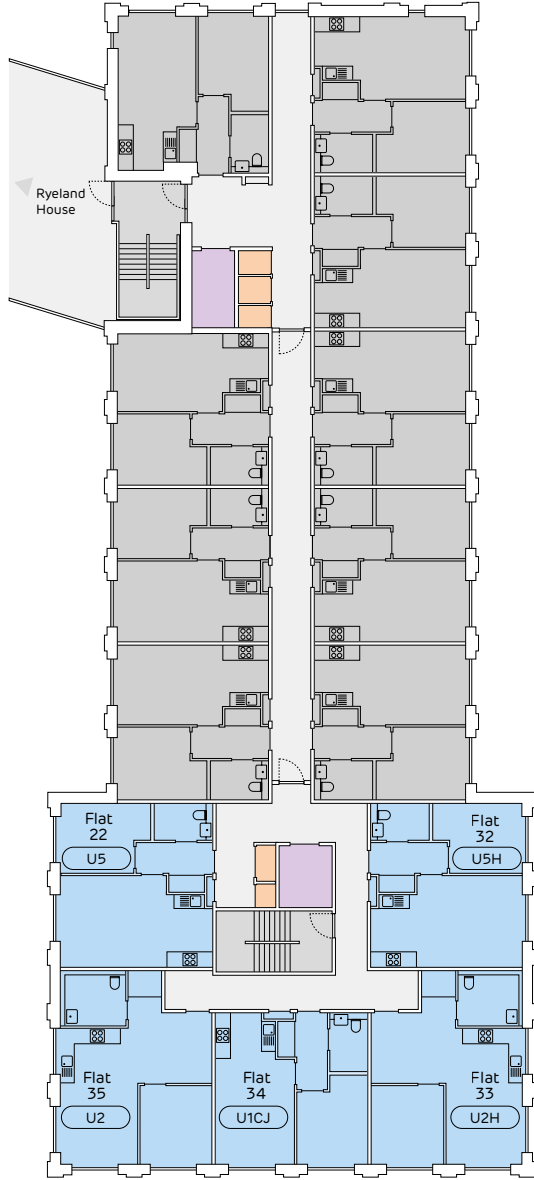 Ryeland
House
Flat
22
U5
Flat
32
U5H
Flat
35
U2
Flat
34
U1CJ
Flat
33
U2H